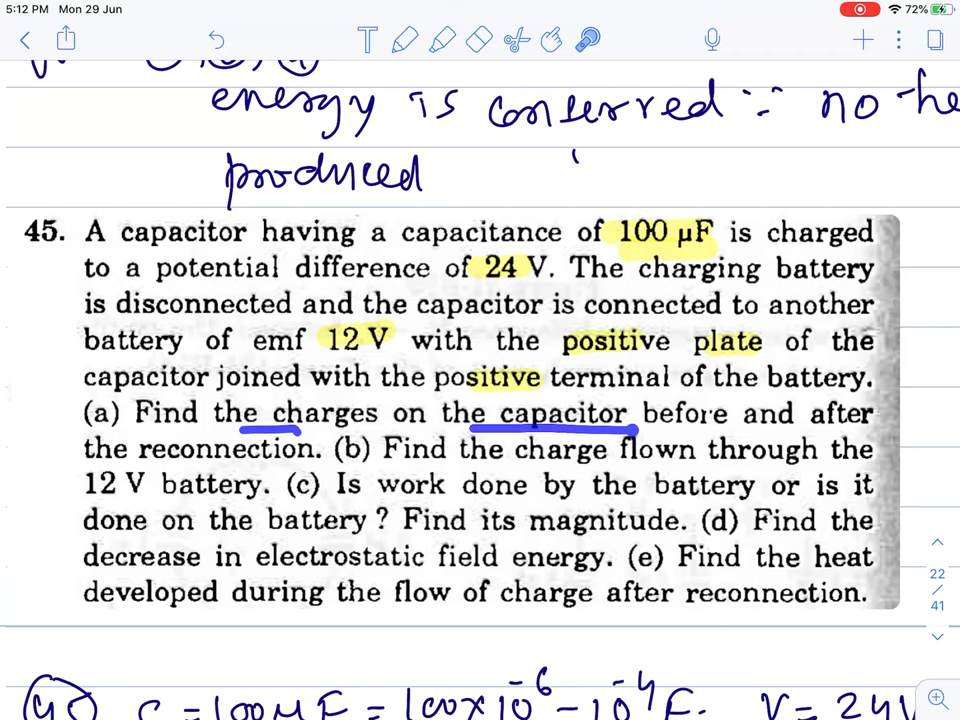 5:12 PM Mon 29 Jun
72%
energy is conserved ∵ no he
produced
45. A capacitor having a capacitance of 100 μF is charged
to a potential difference of 24 V. The charging battery
is disconnected and the capacitor is connected to another
battery of emf 12 V with the positive plate of the
capacitor joined with the positive terminal of the battery.
(a) Find the charges on the capacitor before and after
the reconnection. (b) Find the charge flown through the
12 V battery. (c) Is work done by the battery or is it
done on the battery ? Find its magnitude. (d) Find the
decrease in electrostatic field energy. (e) Find the heat
developed during the flow of charge after reconnection.
22
/
41
C = 100 μF = 100×10⁻⁶ = 10⁻⁴ F. V = 24V